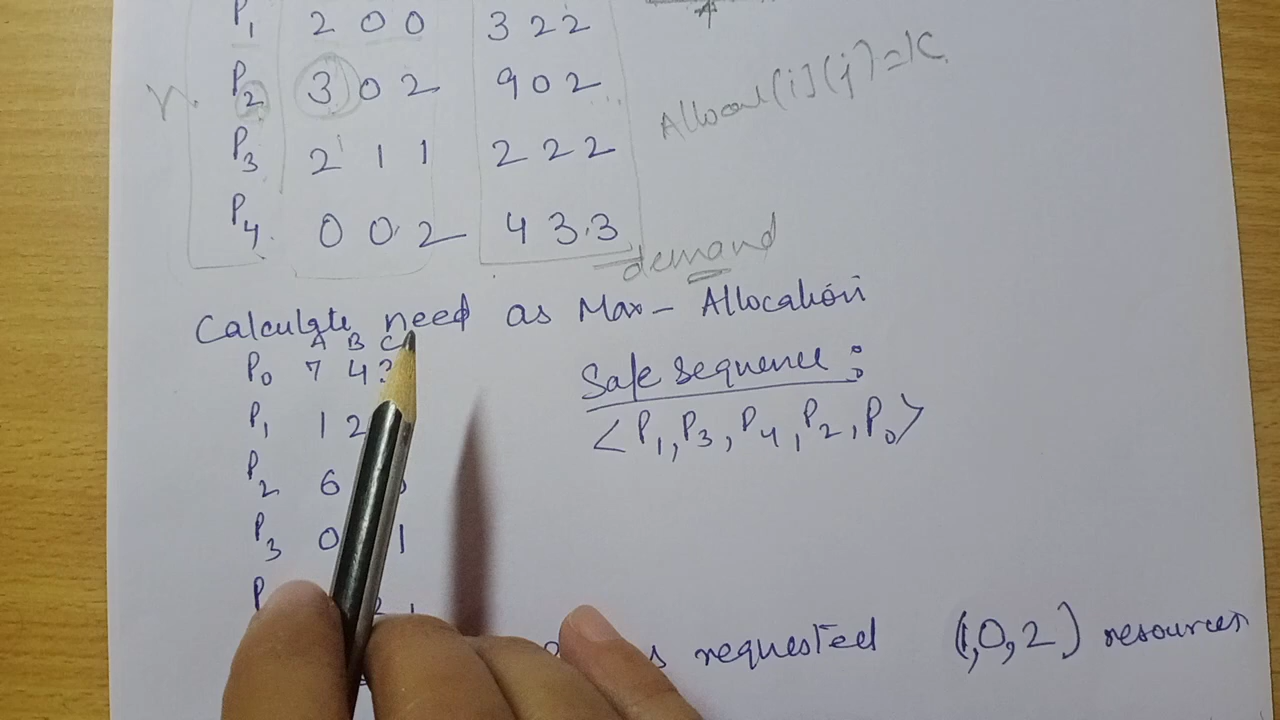 P1 2 0 0 3 2 2
P2 3 0 2 9 0 2
P3 2 1 1 2 2 2
P4 0 0 2 4 3 3
(i)(j)=K
demand
Calculate need as Max - Allocation
A B C
P0 7 4 3
P1 1 2
P2 6
P3 0 1
P 2 1
Safe Sequence :
<P1, P3, P4, P2, P0>
requested (1,0,2) resources